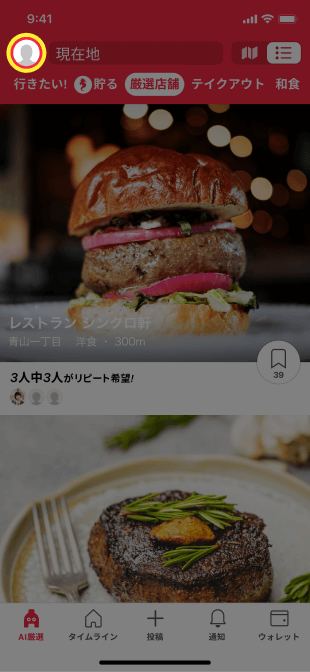 9:41
現在地
行きたい! 貯る 厳選店舗 テイクアウト 和食
レストラン シンクロ軒
青山一丁目 洋食 ・ 300m
39
3人中3人がリピート希望!
AI厳選 タイムライン 投稿 通知 ウォレット